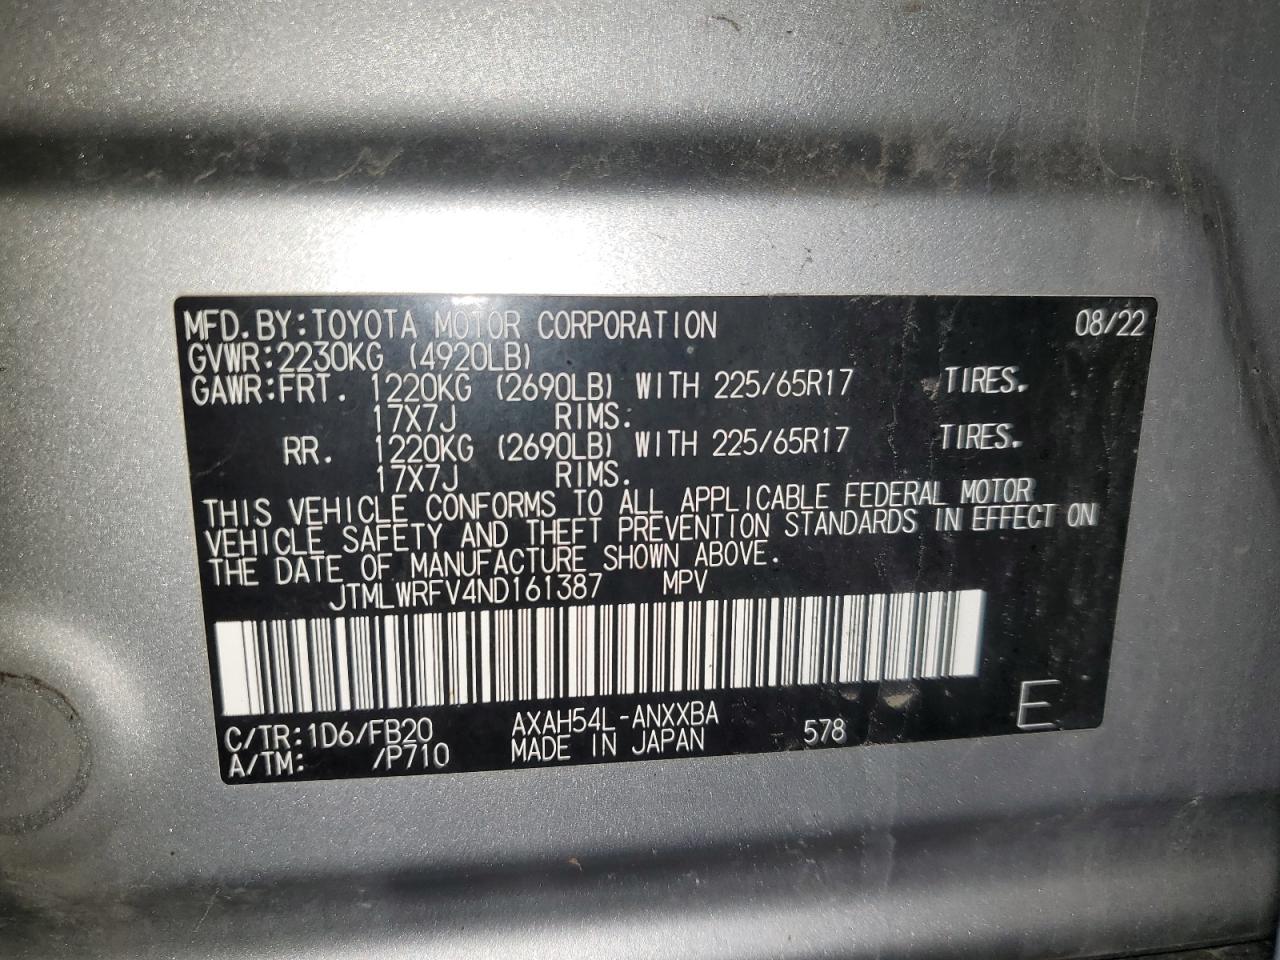 MFD.BY:TOYOTA MOTOR CORPORATION 08/22
GVWR:2230KG (4920LB)
GAWR:FRT. 1220KG (2690LB) WITH 225/65R17 TIRES.
17X7J RIMS.
RR. 1220KG (2690LB) WITH 225/65R17 TIRES.
17X7J RIMS.
THIS VEHICLE CONFORMS TO ALL APPLICABLE FEDERAL MOTOR
VEHICLE SAFETY AND THEFT PREVENTION STANDARDS IN EFFECT ON
THE DATE OF MANUFACTURE SHOWN ABOVE.
JTMLWRFV4ND161387 MPV
C/TR:1D6/FB20 AXAH54L-ANXXBA 578 E
A/TM: /P710 MADE IN JAPAN